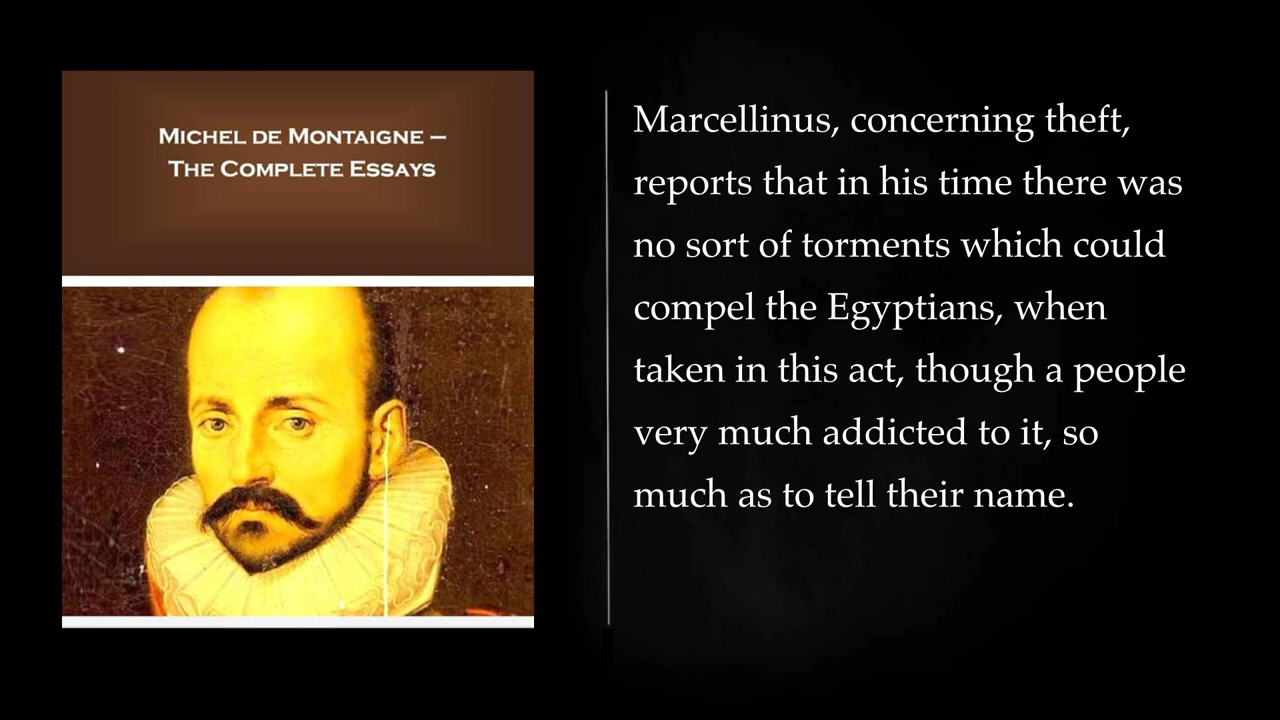 MICHEL DE MONTAIGNE –
THE COMPLETE ESSAYS
Marcellinus, concerning theft,
reports that in his time there was
no sort of torments which could
compel the Egyptians, when
taken in this act, though a people
very much addicted to it, so
much as to tell their name.